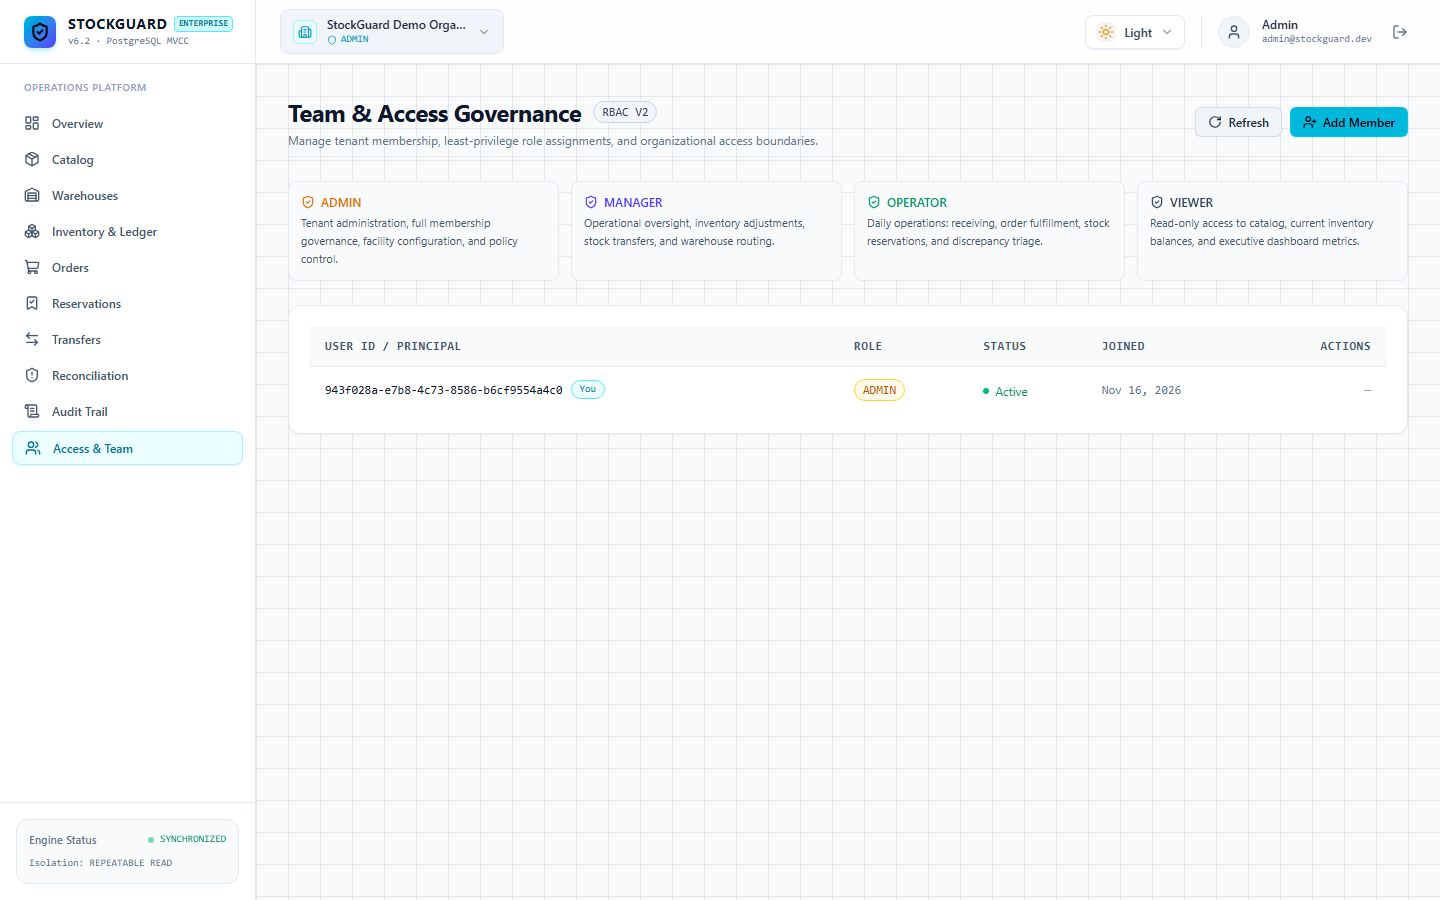 STOCKGUARD ENTERPRISE
v6.2 · PostgreSQL MVCC
StockGuard Demo Orga...
ADMIN
Light
Admin
admin@stockguard.dev
OPERATIONS PLATFORM
Overview
Catalog
Warehouses
Inventory & Ledger
Orders
Reservations
Transfers
Reconciliation
Audit Trail
Access & Team
Engine Status
SYNCHRONIZED
Isolation: REPEATABLE READ
Team & Access Governance RBAC V2
Manage tenant membership, least-privilege role assignments, and organizational access boundaries.
Refresh
Add Member
ADMIN
Tenant administration, full membership
governance, facility configuration, and policy
control.
MANAGER
Operational oversight, inventory adjustments,
stock transfers, and warehouse routing.
OPERATOR
Daily operations: receiving, order fulfillment, stock
reservations, and discrepancy triage.
VIEWER
Read-only access to catalog, current inventory
balances, and executive dashboard metrics.
USER ID / PRINCIPAL ROLE STATUS JOINED ACTIONS
943f028a-e7b8-4c73-8586-b6cf9554a4c0 You ADMIN Active Nov 16, 2026 —